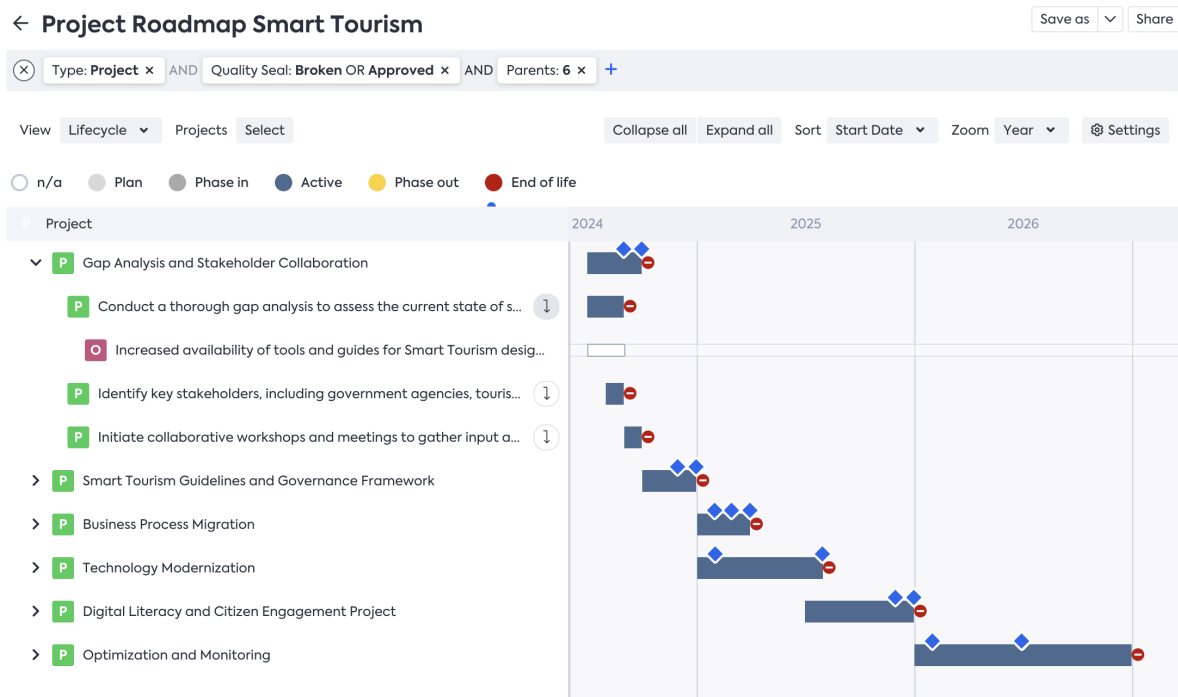 Project Roadmap Smart Tourism
Save as
Share
Type: Project × AND Quality Seal: Broken OR Approved × AND Parents: 6 × +
View Lifecycle Projects Select Collapse all Expand all Sort Start Date Zoom Year Settings
n/a Plan Phase in Active Phase out End of life
P Project 2024 2025 2026
P Gap Analysis and Stakeholder Collaboration
P Conduct a thorough gap analysis to assess the current state of s...
O Increased availability of tools and guides for Smart Tourism desig...
P Identify key stakeholders, including government agencies, touris...
P Initiate collaborative workshops and meetings to gather input a...
P Smart Tourism Guidelines and Governance Framework
P Business Process Migration
P Technology Modernization
P Digital Literacy and Citizen Engagement Project
P Optimization and Monitoring